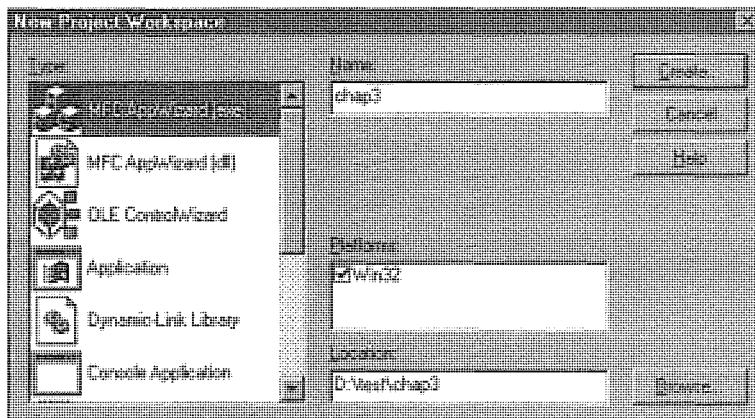 New Project Workspace
Type:
MFC AppWizard (exe)
MFC AppWizard (dll)
OLE ControlWizard
Application
Dynamic-Link Library
Console Application
Name:
chap3
Platforms:
Win32
Location:
D:\test\chap3
Create...
Cancel
Help
Browse...